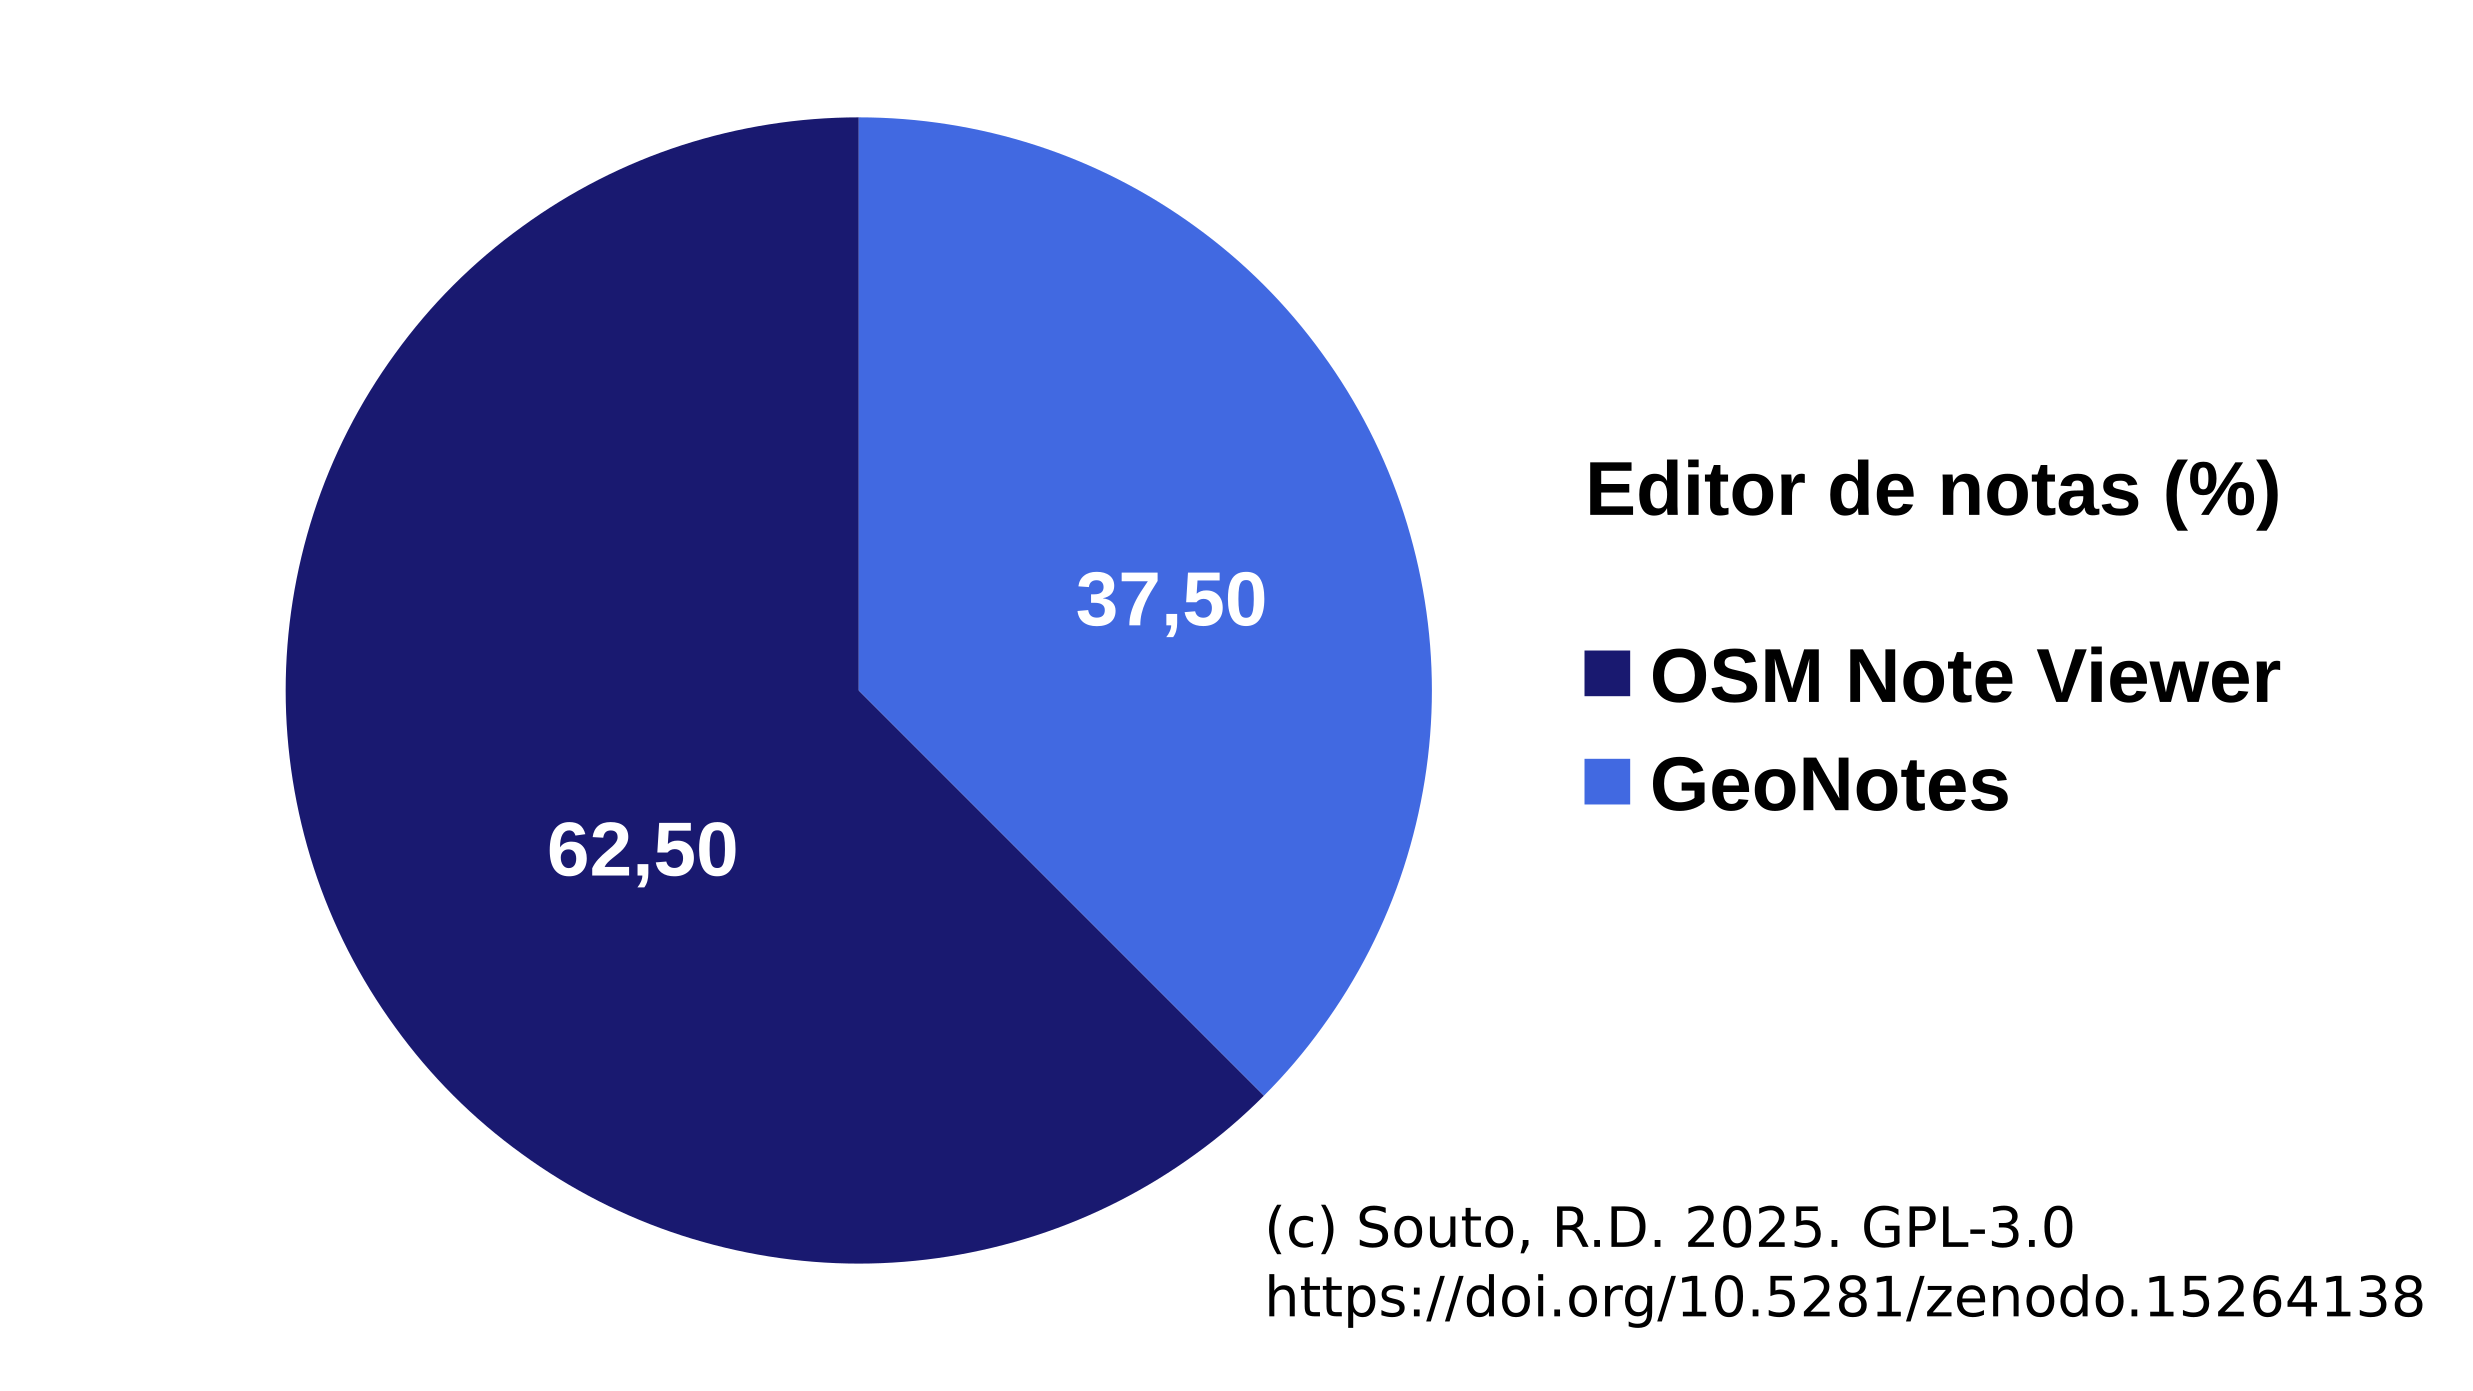 37,50
62,50
Editor de notas (%)
OSM Note Viewer
GeoNotes
(c) Souto, R.D. 2025. GPL-3.0
https://doi.org/10.5281/zenodo.15264138